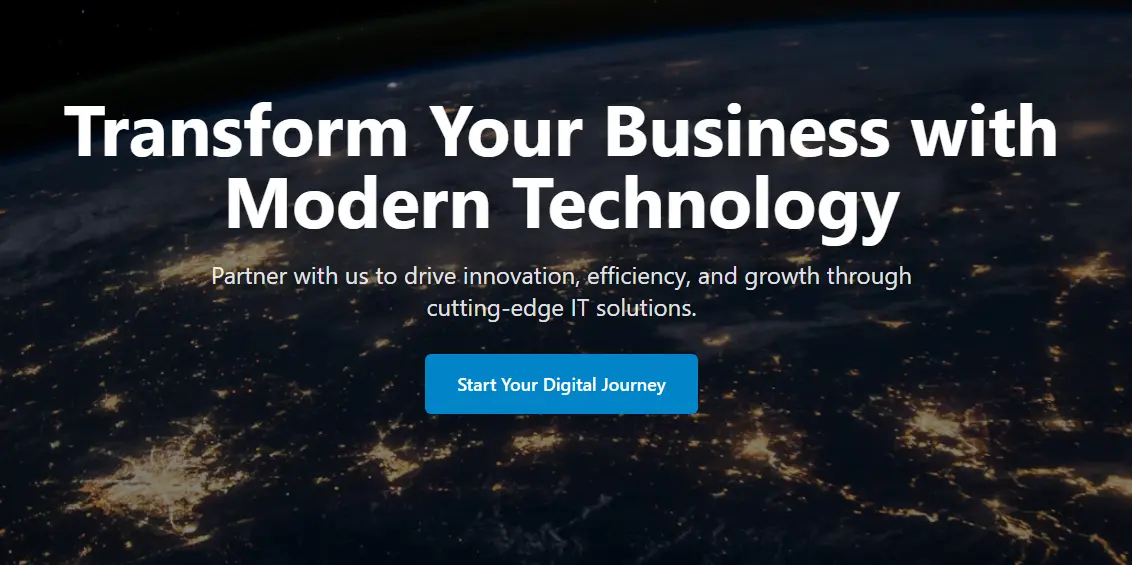 Transform Your Business with
Modern Technology
Partner with us to drive innovation, efficiency, and growth through
cutting-edge IT solutions.
Start Your Digital Journey